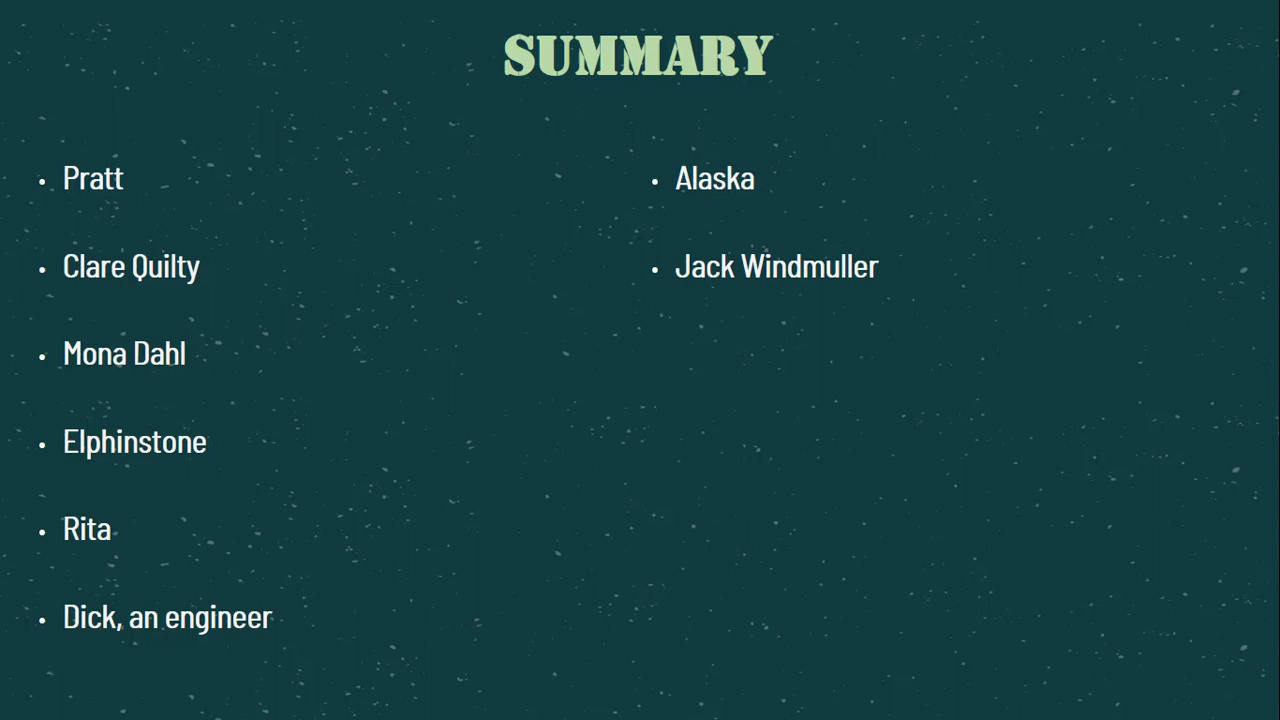 SUMMARY
Pratt
Clare Quilty
Mona Dahl
Elphinstone
Rita
Dick, an engineer
Alaska
Jack Windmuller